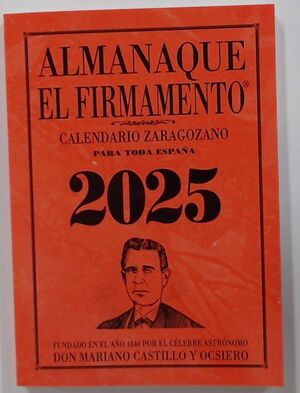 ALMANAQUE
EL FIRMAMENTO®
CALENDARIO ZARAGOZANO
PARA TODA ESPAÑA
2025
FUNDADO EN EL AÑO 1840 POR EL CÉLEBRE ASTRÓNOMO
DON MARIANO CASTILLO Y OCSIERO